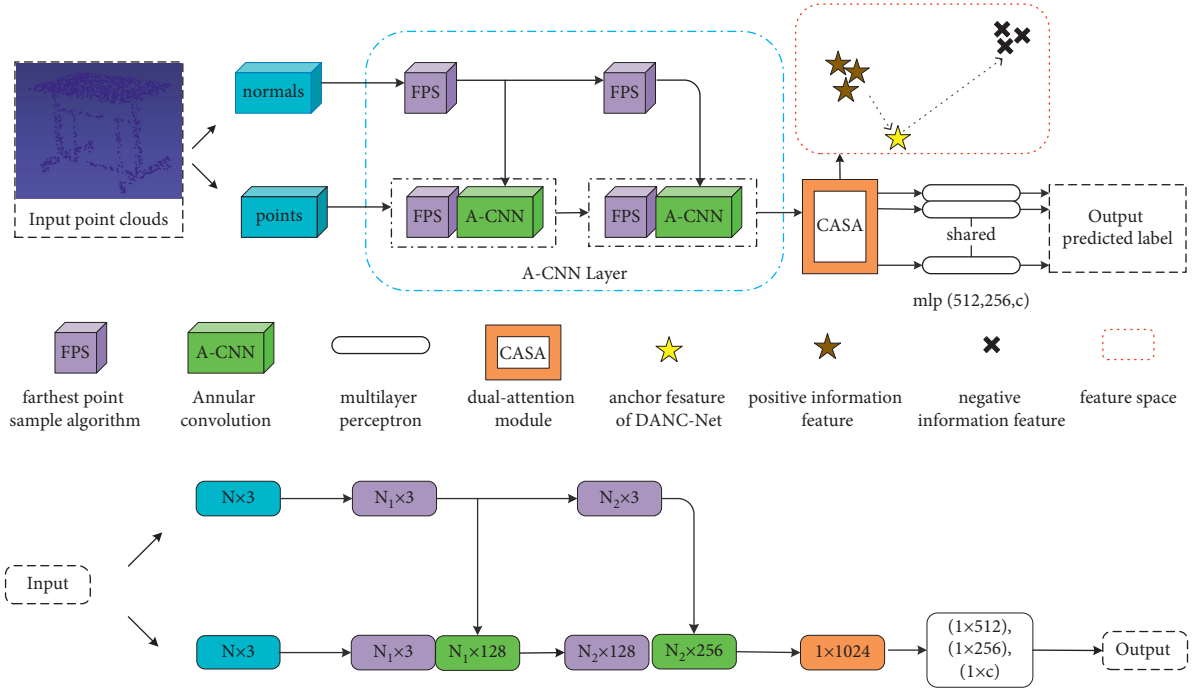 Input point clouds
normals
points
FPS
FPS
FPS
A-CNN
FPS
A-CNN
A-CNN Layer
CASA
shared
mlp (512,256,c)
Output
predicted label
FPS
A-CNN
CASA
farthest point
sample algorithm
Annular
convolution
multilayer
perceptron
dual-attention
module
anchor fesature
of DANC-Net
positive information
feature
negative
information feature
feature space
Input
N×3
N₁×3
N₂×3
N×3
N₁×3
N₁×128
N₂×128
N₂×256
1×1024
(1×512),
(1×256),
(1×c)
Output